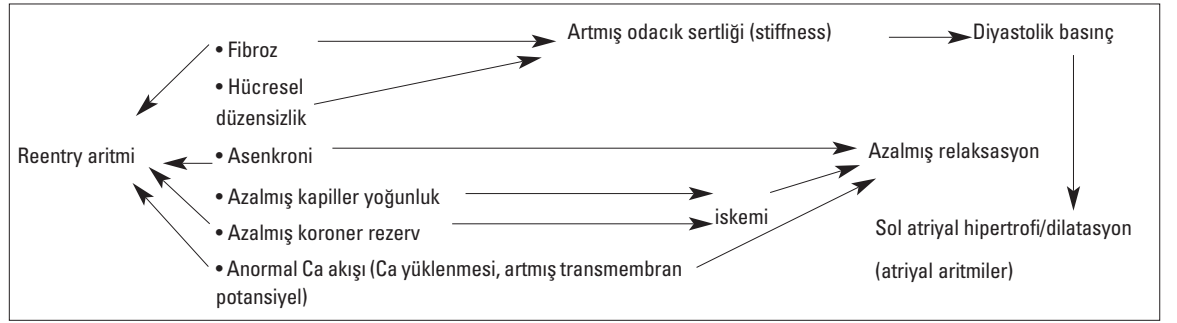 • Fibroz
Artmış odacık sertliği (stiffness)
Diyastolik basınç
• Hücresel
düzensizlik
Reentry aritmi
• Asenkroni
Azalmış relaksasyon
• Azalmış kapiller yoğunluk
iskemi
• Azalmış koroner rezerv
Sol atriyal hipertrofi/dilatasyon
(atriyal aritmiler)
• Anormal Ca akışı (Ca yüklenmesi, artmış transmembran
potansiyel)